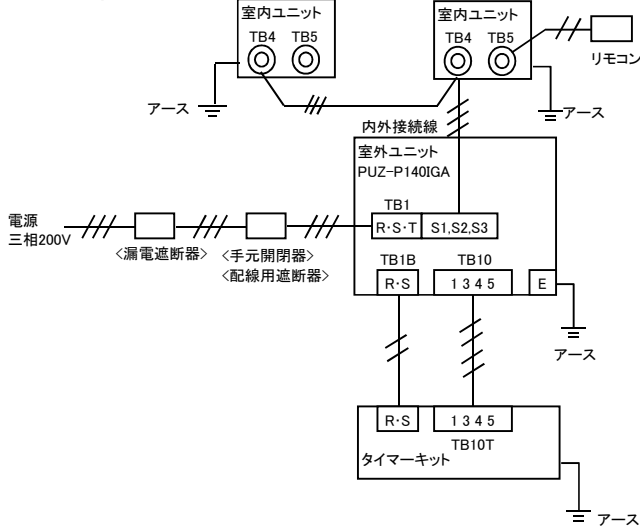 室内ユニット
TB4 TB5
室内ユニット
TB4 TB5
リモコン
アース
アース
内外接続線
室外ユニット
PUZ-P140IGA
TB1
R・S・T S1,S2,S3
電源
三相200V
<漏電遮断器>
<手元開閉器>
<配線用遮断器>
TB1B TB10
R・S 1 3 4 5 E
アース
R・S 1 3 4 5
TB10T
タイマーキット
アース